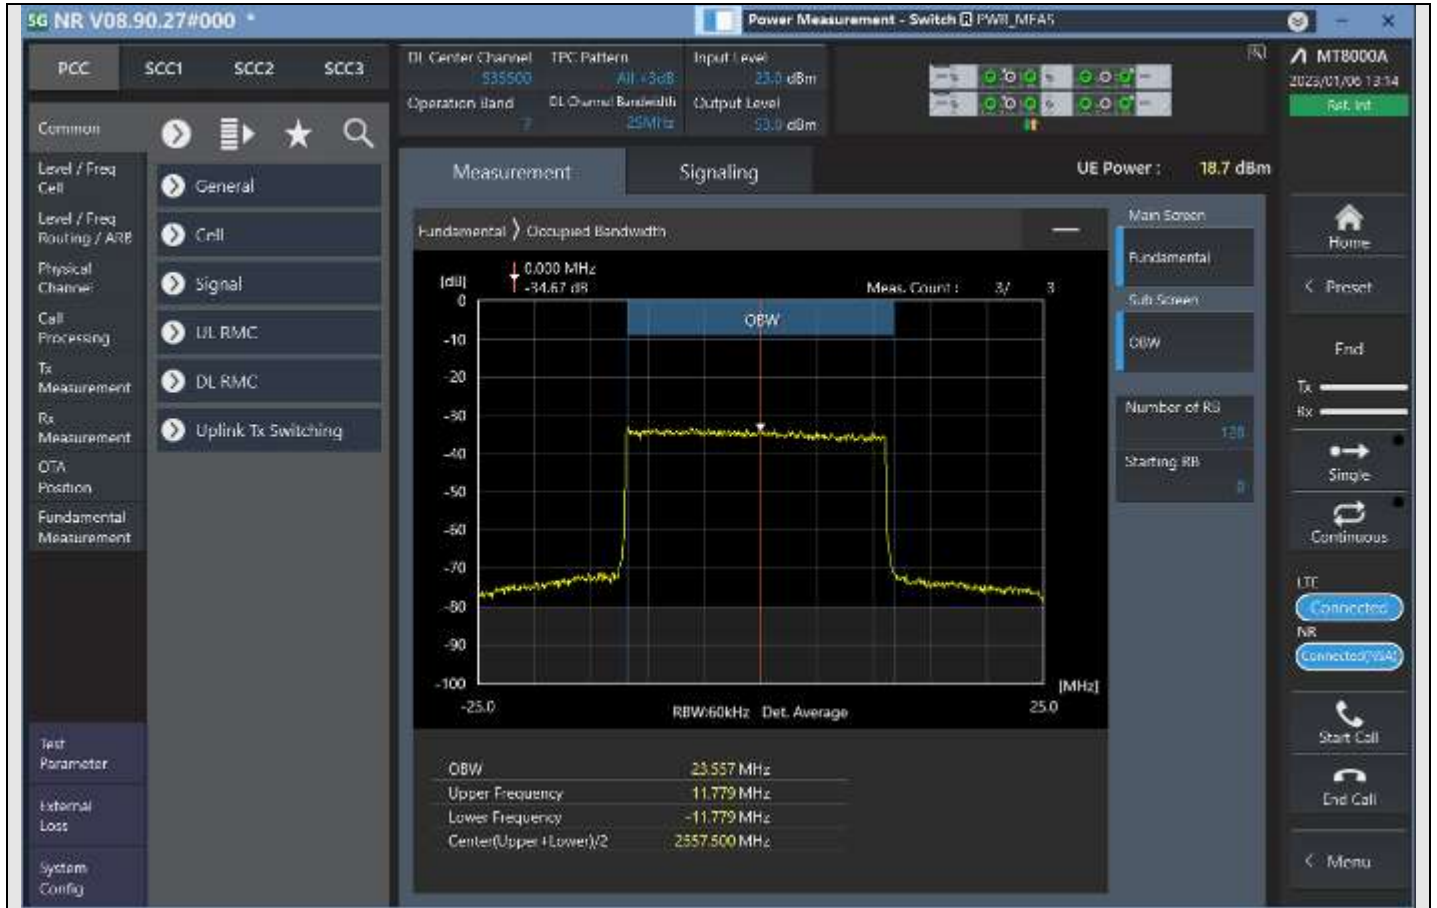 SG NR V08.90.27#000 *
Power Measurement - Switch PWR_MEAS
PCC
SCC1
SCC2
SCC3
DL Center Channel
535500
TPC Pattern
All +3dB
Input Level
23.0 dBm
Operation Band
7
DL Channel Bandwidth
25MHz
Output Level
dBm
MT8000A
2023/01/06 13:14
Ref. Int
Common
Level / Freq
Cell
Level / Freq
Routing / ARB
Physical
Channel
Call
Processing
Tx
Measurement
Rx
Measurement
OTA
Position
Fundamental
Measurement
Test
Parameter
External
Loss
System
Config
General
Cell
Signal
UL RMC
DL RMC
Uplink Tx Switching
Measurement
Signaling
UE Power :
18.7 dBm
Fundamental > Occupied Bandwidth
[dB]
0.000 MHz
-34.67 dB
Meas. Count :
3/
3
OBW
0
-10
-20
-30
-40
-50
-60
-70
-80
-90
-100
[MHz]
-25.0
RBW:60kHz Det. Average
25.0
OBW
23.557 MHz
Upper Frequency
11.779 MHz
Lower Frequency
-11.779 MHz
Center(Upper+Lower)/2
2557.500 MHz
Main Screen
Fundamental
Sub Screen
OBW
Number of RB
128
Starting RB
0
Home
< Preset
End
Tx
Rx
Single
Continuous
LTE
Connected
NR
Connected(NSA)
Start Call
End Call
< Menu